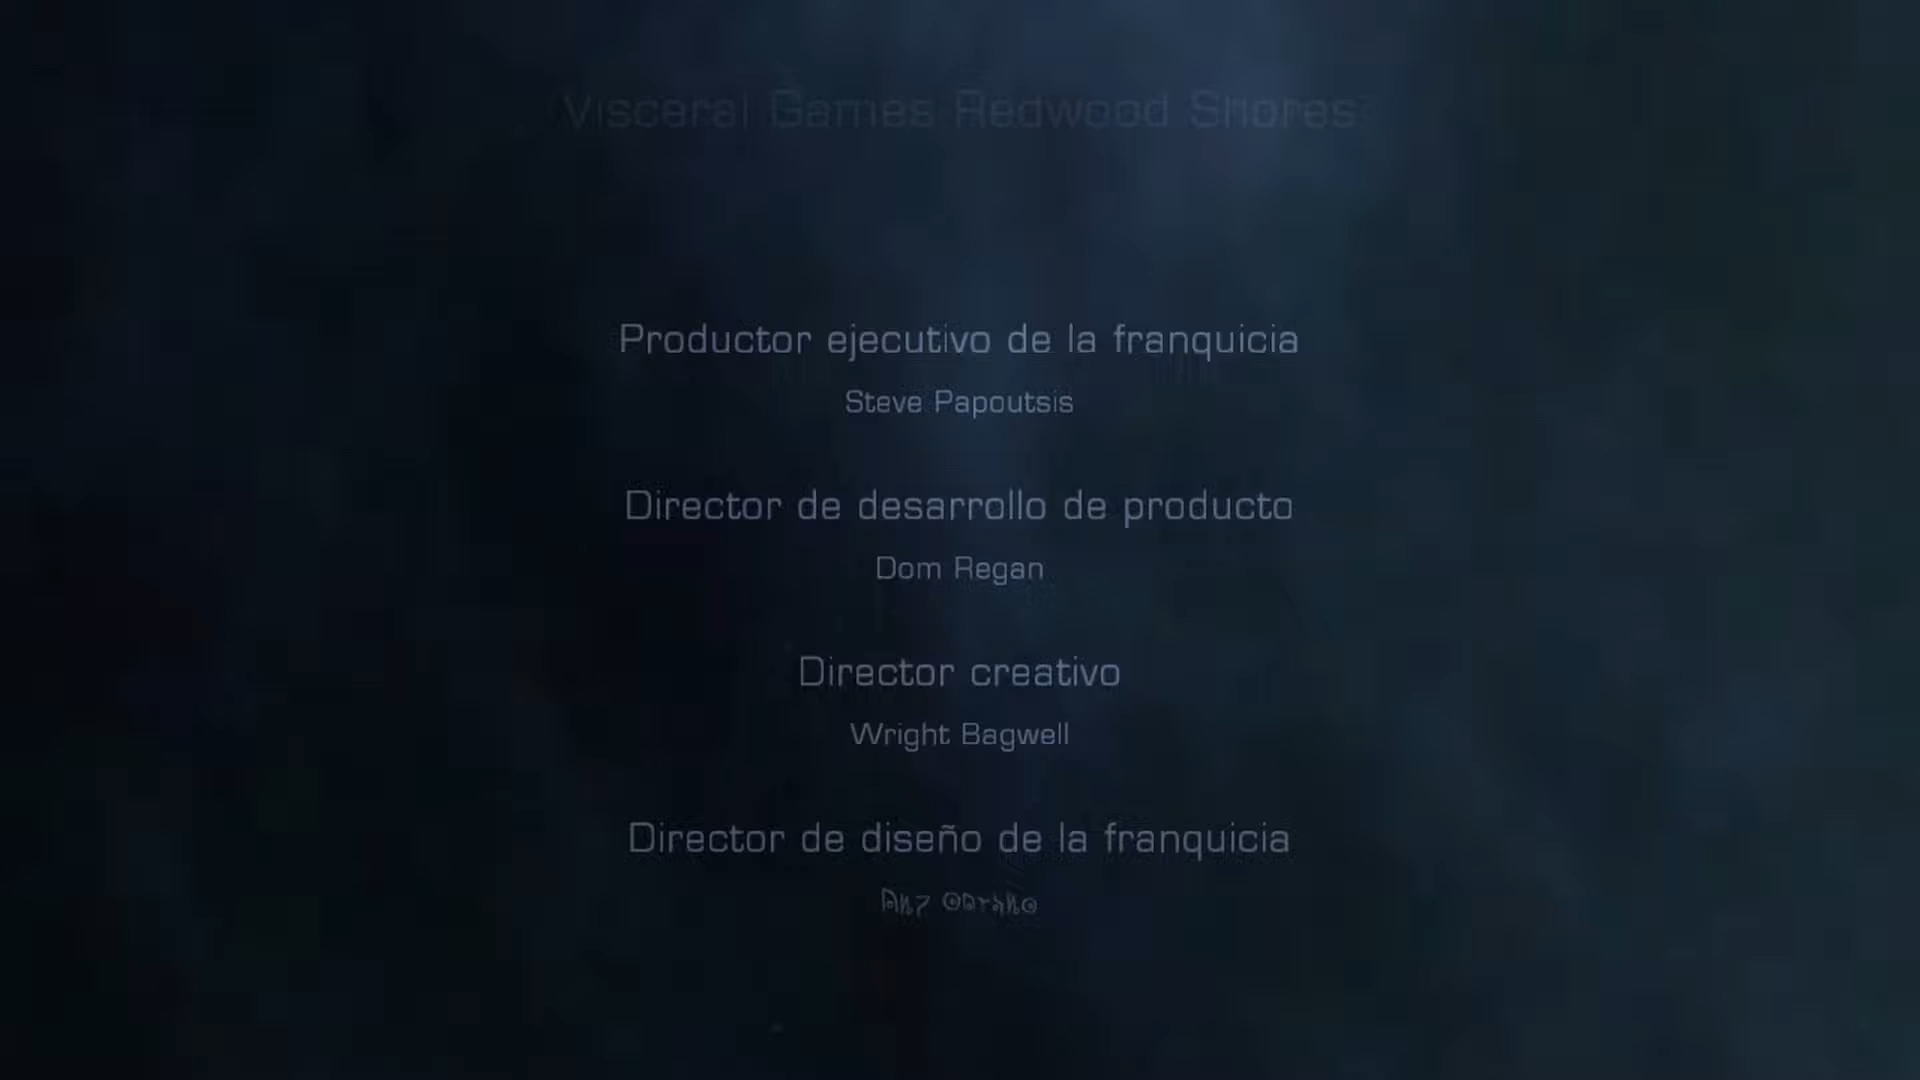 Visceral Games Redwood Shores
Productor ejecutivo de la franquicia
Steve Papoutsis
Director de desarrollo de producto
Dom Regan
Director creativo
Wright Bagwell
Director de diseño de la franquicia